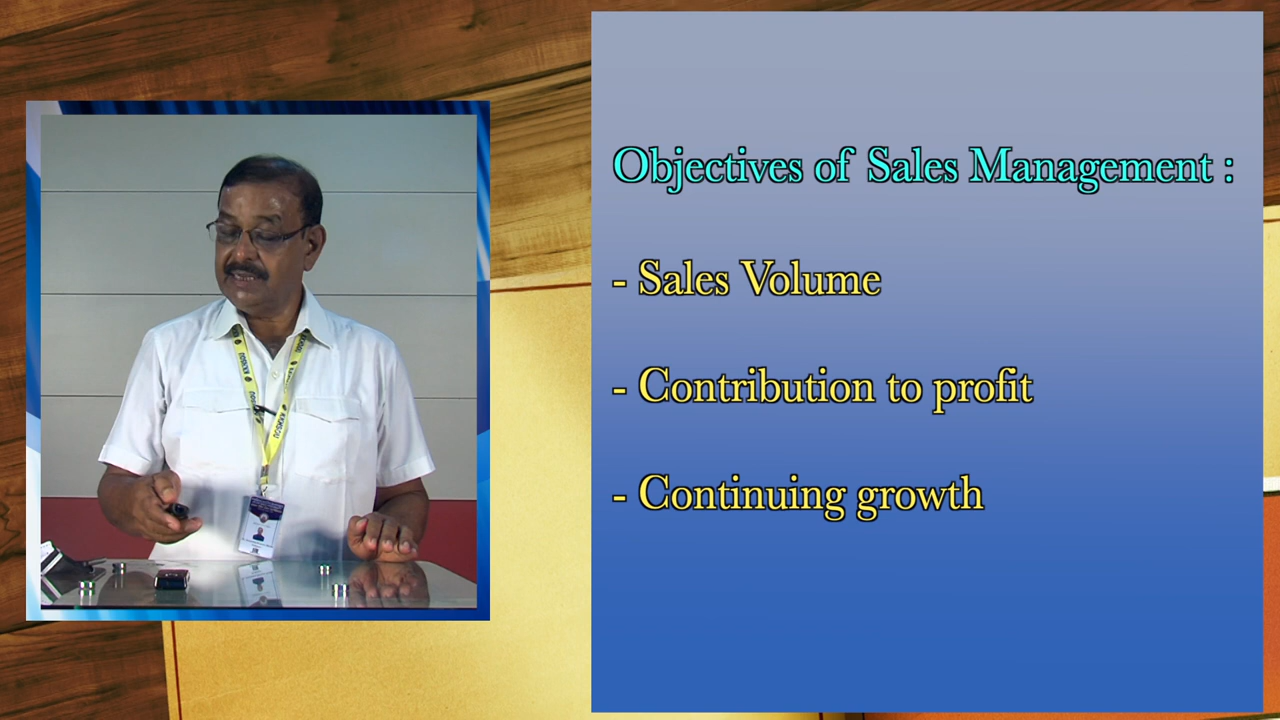 Objectives of Sales Management :
- Sales Volume
- Contribution to profit
- Continuing growth